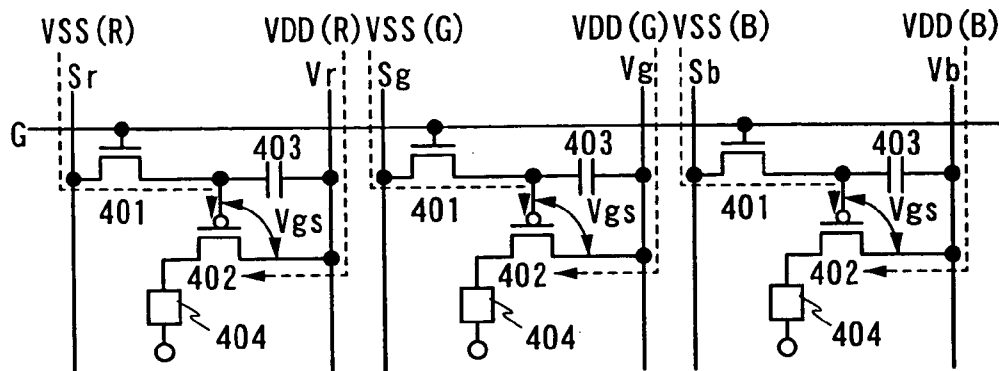 VSS(R) VDD(R) VSS(G) VDD(G) VSS(B) VDD(B)
Sr Vr Sg Vg Sb Vb
G
403 403 403
401 Vgs 401 Vgs 401 Vgs
402 402 402
404 404 404